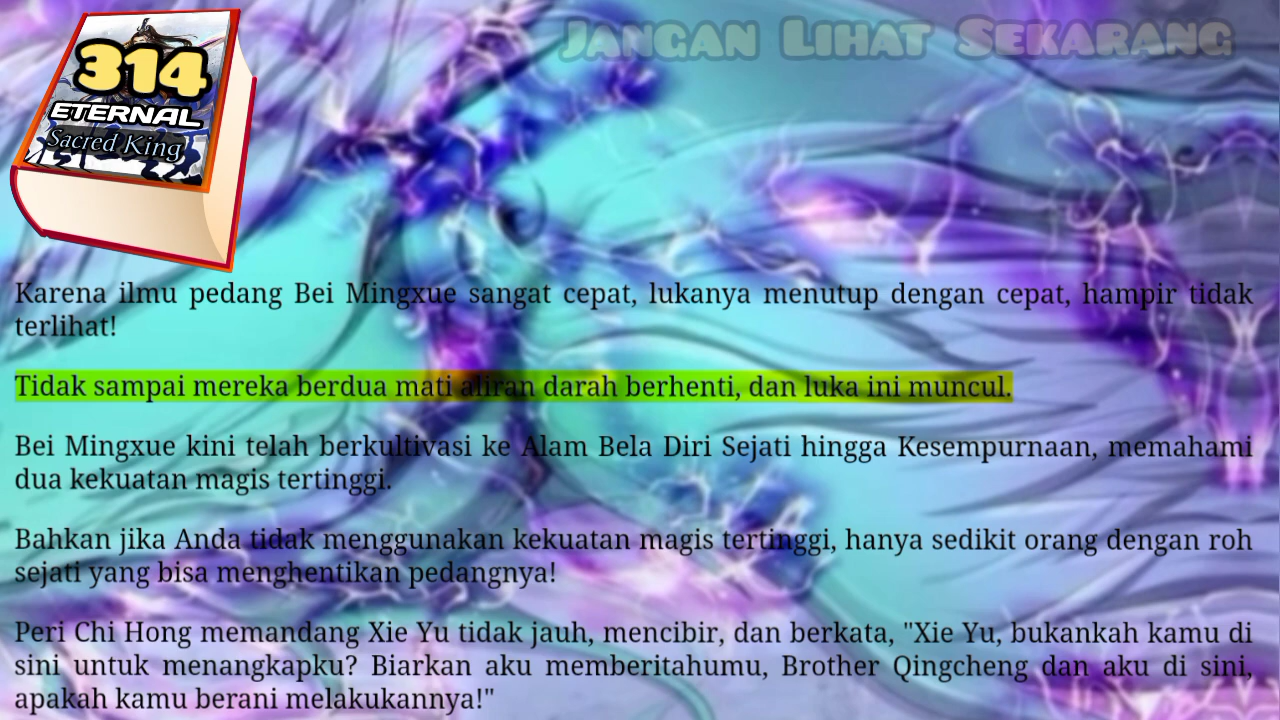 Jangan Lihat Sekarang
314
ETERNAL
Sacred King
Karena ilmu pedang Bei Mingxue sangat cepat, lukanya menutup dengan cepat, hampir tidak
terlihat!
Tidak sampai mereka berdua mati aliran darah berhenti, dan luka ini muncul.
Bei Mingxue kini telah berkultivasi ke Alam Bela Diri Sejati hingga Kesempurnaan, memahami
dua kekuatan magis tertinggi.
Bahkan jika Anda tidak menggunakan kekuatan magis tertinggi, hanya sedikit orang dengan roh
sejati yang bisa menghentikan pedangnya!
Peri Chi Hong memandang Xie Yu tidak jauh, mencibir, dan berkata, "Xie Yu, bukankah kamu di
sini untuk menangkapku? Biarkan aku memberitahumu, Brother Qingcheng dan aku di sini,
apakah kamu berani melakukannya!"